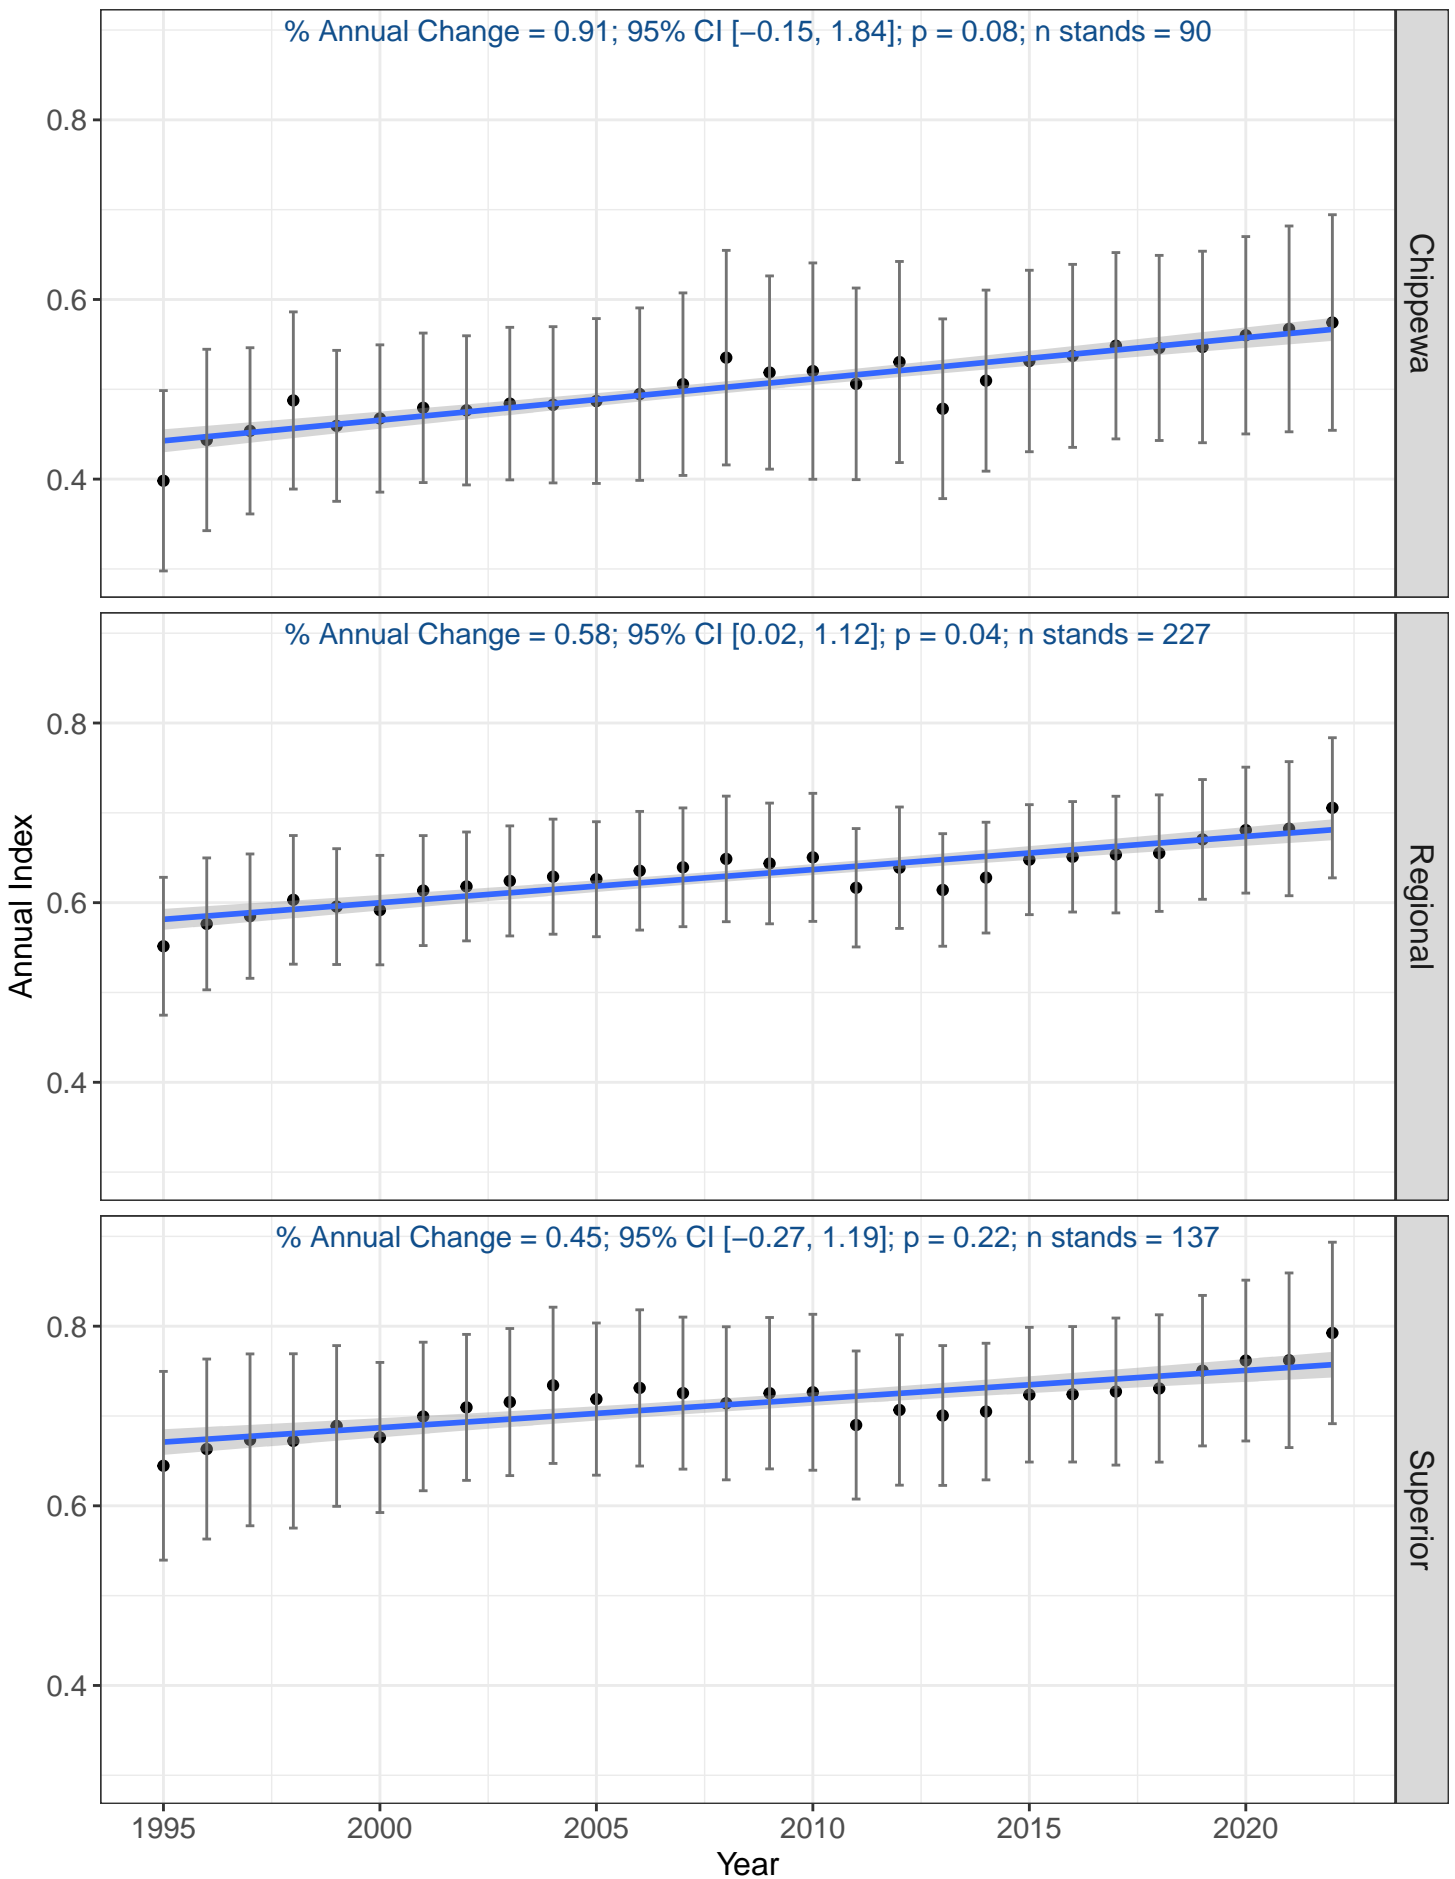 % Annual Change = 0.91; 95% CI [−0.15, 1.84]; p = 0.08; n stands = 90
0.8
0.6
0.4
Chippewa
% Annual Change = 0.58; 95% CI [0.02, 1.12]; p = 0.04; n stands = 227
0.8
0.6
0.4
Regional
Annual Index
% Annual Change = 0.45; 95% CI [−0.27, 1.19]; p = 0.22; n stands = 137
0.8
0.6
0.4
Superior
1995 2000 2005 2010 2015 2020
Year